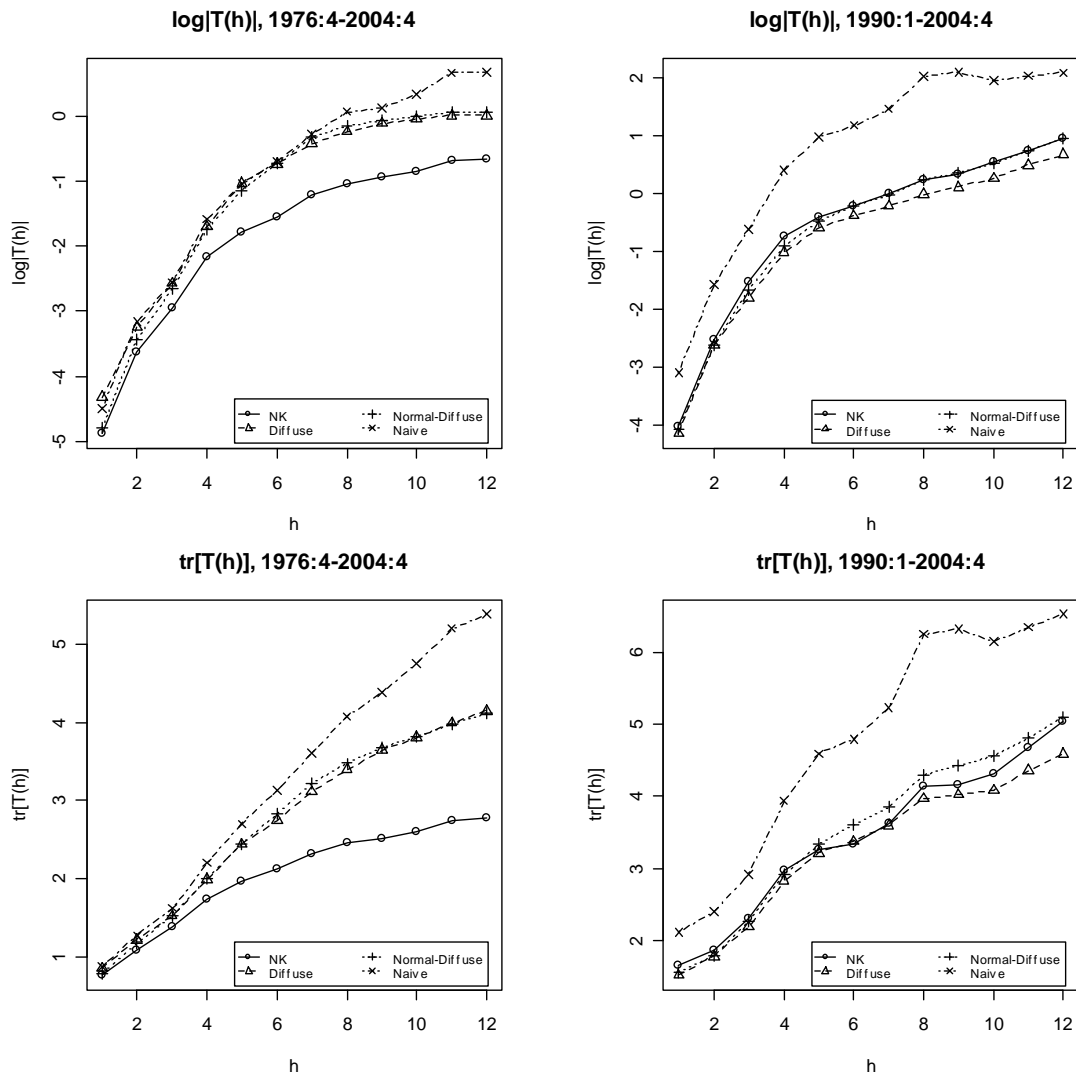 log|T(h)|, 1976:4-2004:4
log|T(h)|
0
-1
-2
-3
-4
-5
NK
Diffuse
Normal-Diffuse
Naive
2 4 6 8 10 12
h
log|T(h)|, 1990:1-2004:4
log|T(h)|
2
1
0
-1
-2
-3
-4
NK
Diffuse
Normal-Diffuse
Naive
2 4 6 8 10 12
h
tr[T(h)], 1976:4-2004:4
tr[T(h)]
5
4
3
2
1
NK
Diffuse
Normal-Diffuse
Naive
2 4 6 8 10 12
h
tr[T(h)], 1990:1-2004:4
tr[T(h)]
6
5
4
3
2
NK
Diffuse
Normal-Diffuse
Naive
2 4 6 8 10 12
h